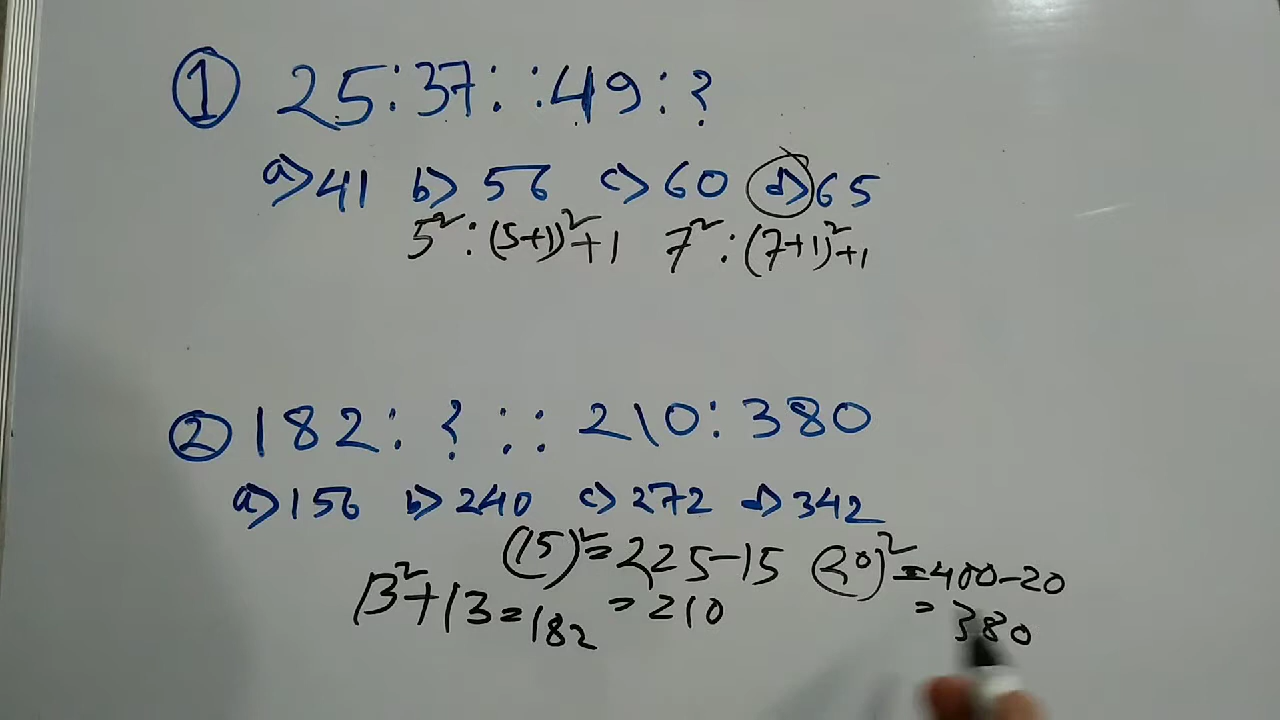 ① 25:37::49:?
a) 41 b) 56 c) 60 d) 65
5²:(5+1)²+1 7²:(7+1)²+1
② 182:?::210:380
a) 156 b) 240 c) 272 d) 342
(15)²=225-15 (20)²=400-20
13²+13=182 =210 =380